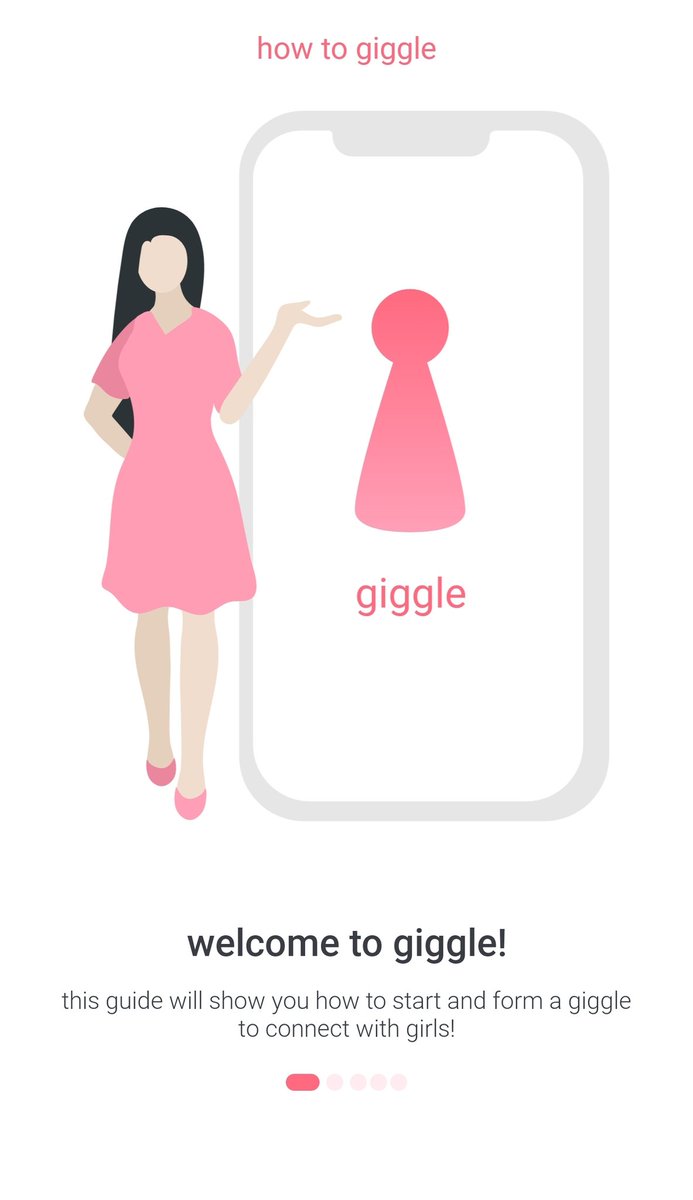 how to giggle
giggle
welcome to giggle!
this guide will show you how to start and form a giggle
to connect with girls!